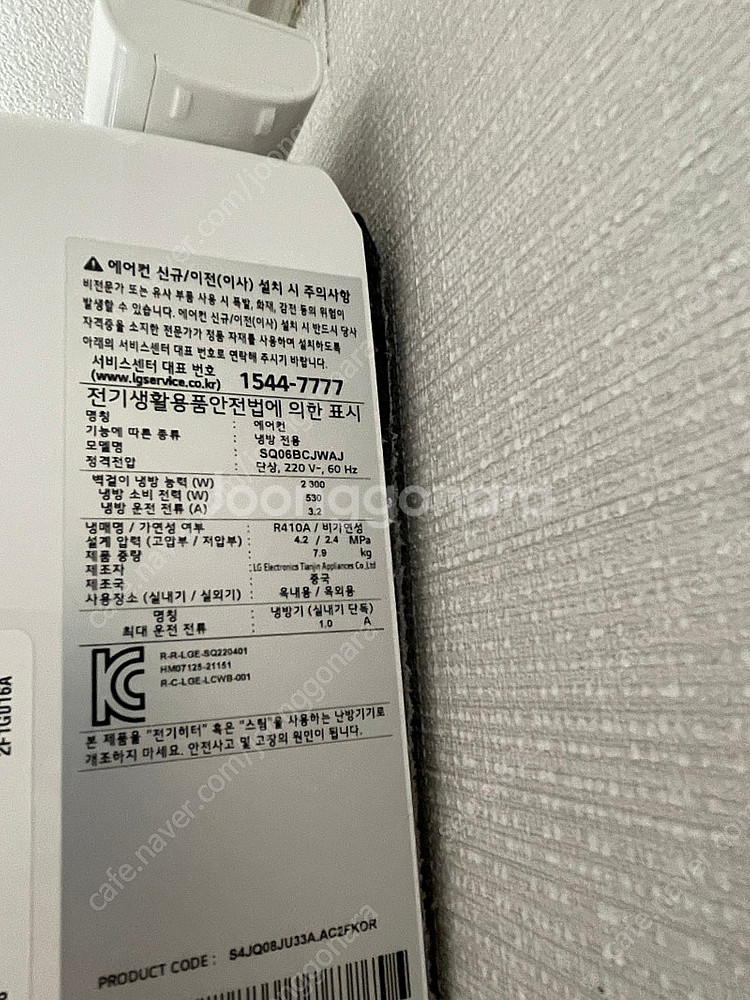 ⚠ 에어컨 신규/이전(이사) 설치 시 주의사항
비전문가 또는 유사 부품 사용 시 폭발, 화재, 감전 등의 위험이
발생할 수 있습니다. 에어컨 신규/이전(이사) 설치 시 반드시 당사
자격증을 소지한 전문가가 정품 자재를 사용하여 설치하도록
아래의 서비스센터 대표 번호로 연락해 주시기 바랍니다.
서비스센터 대표 번호
(www.lgservice.co.kr) 1544-7777
전기생활용품안전법에 의한 표시
명칭 : 에어컨
기능에 따른 종류 : 냉방 전용
모델명 : SQ06BCJWAJ
정격전압 : 단상, 220 V~, 60 Hz
벽걸이 냉방 능력 (W) : 2 300
냉방 소비 전력 (W) : 530
냉방 운전 전류 (A) : 3.2
냉매명 / 가연성 여부 : R410A / 비가연성
설계 압력 (고압부 / 저압부) : 4.2 / 2.4 MPa
제품 중량 : 7.9 kg
제조자 : LG Electronics Tianjin Appliances Co.,Ltd
제조국 : 중국
사용장소 (실내기 / 실외기) : 옥내용 / 옥외용
명칭 : 냉방기 (실내기 단독)
최대 운전 전류 : 1.0 A
R-R-LGE-SQ220401
HM07125-21151
R-C-LGE-LCWB-001
본 제품을 "전기히터" 혹은 "스팀"을 사용하는 난방기기로
개조하지 마세요. 안전사고 및 고장의 원인이 됩니다.
PRODUCT CODE : S4JQ08JU33A.AC2FKOR
joonggonara
cafe.naver.com/joonggonara